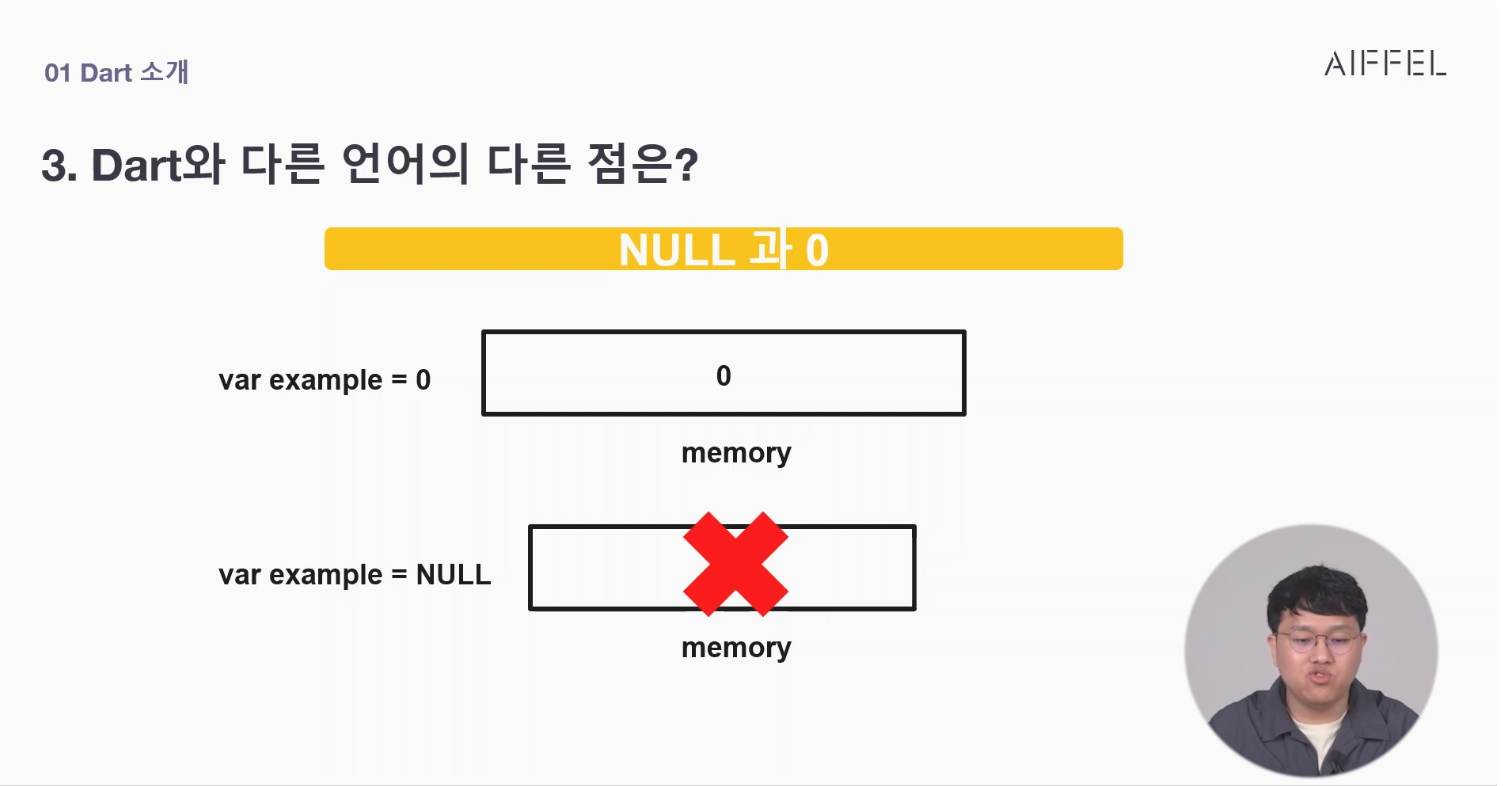 01 Dart 소개
AIFFEL
3. Dart와 다른 언어의 다른 점은?
NULL 과 0
var example = 0
0
memory
var example = NULL
memory